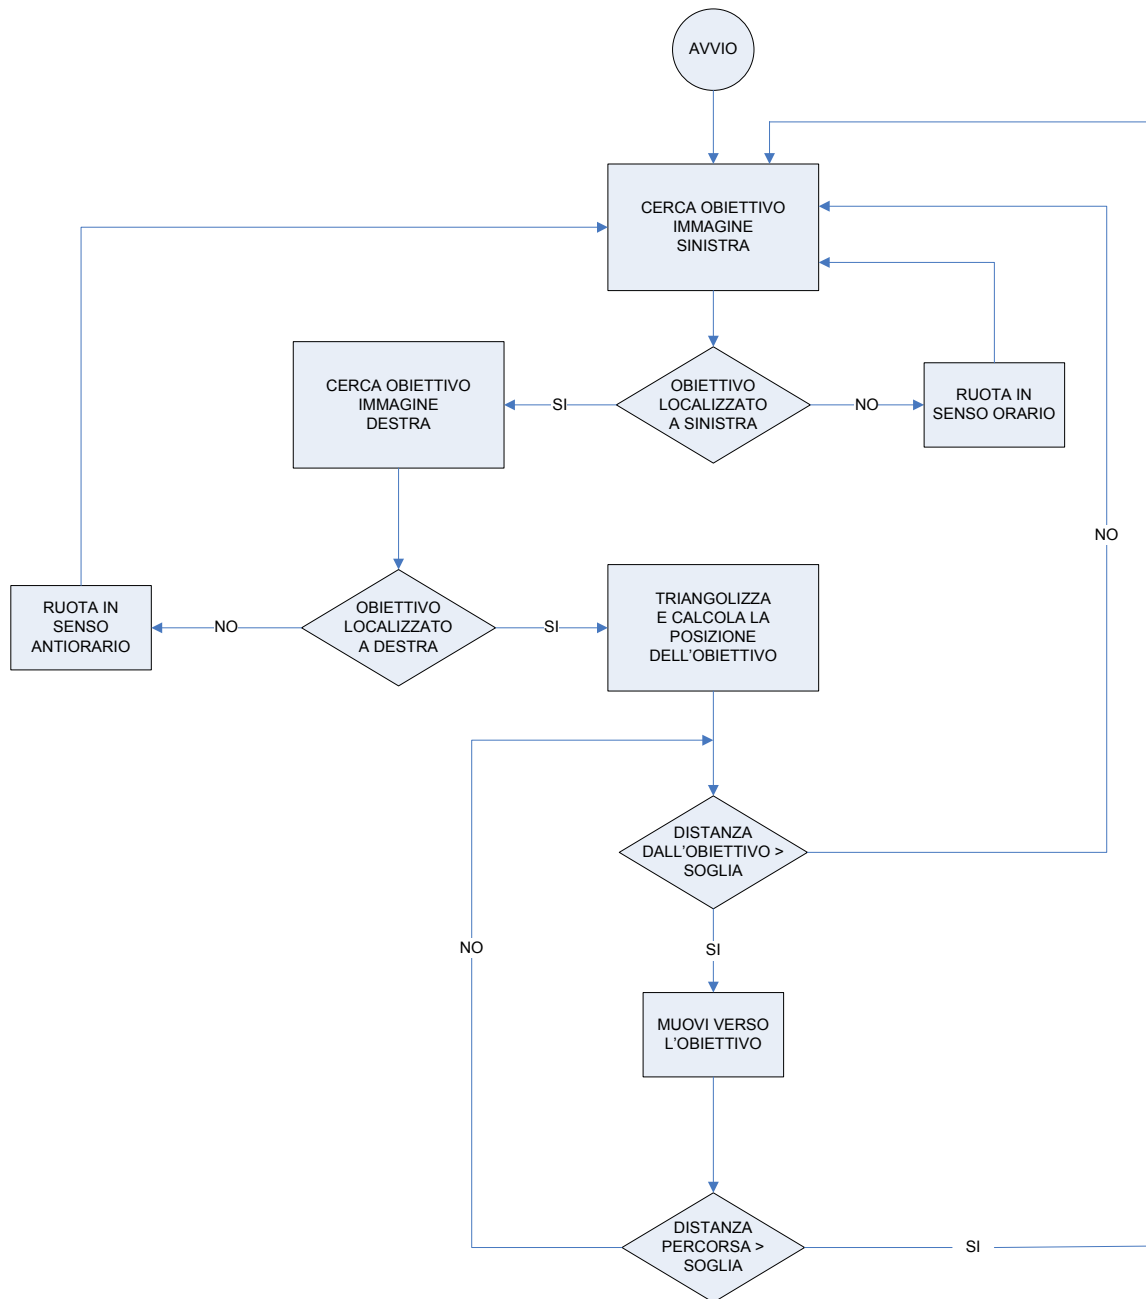 AVVIO
CERCA OBIETTIVO
IMMAGINE
SINISTRA
CERCA OBIETTIVO
IMMAGINE
DESTRA
SI
OBIETTIVO
LOCALIZZATO
A SINISTRA
NO
RUOTA IN
SENSO ORARIO
NO
RUOTA IN
SENSO
ANTIORARIO
NO
OBIETTIVO
LOCALIZZATO
A DESTRA
SI
TRIANGOLIZZA
E CALCOLA LA
POSIZIONE
DELL'OBIETTIVO
DISTANZA
DALL'OBIETTIVO >
SOGLIA
NO
SI
MUOVI VERSO
L'OBIETTIVO
DISTANZA
PERCORSA >
SOGLIA
SI